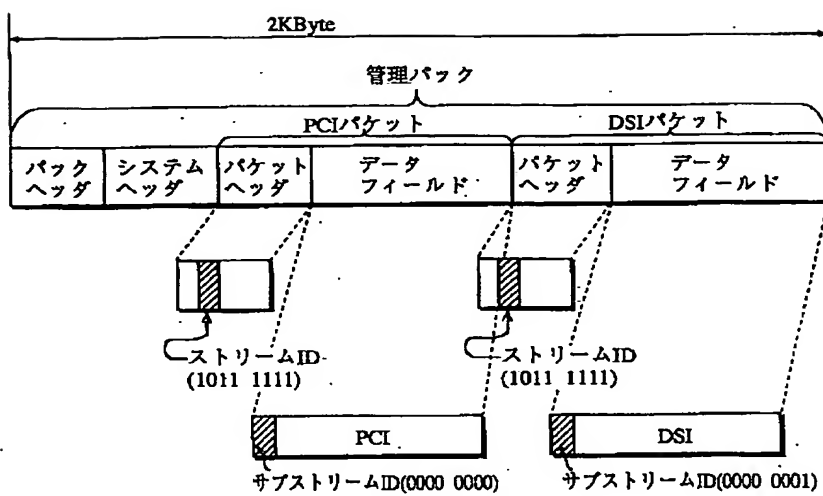 2KByte
管理パック
PCIパケット
DSIパケット
パック
ヘッダ
システム
ヘッダ
パケット
ヘッダ
データ
フィールド
パケット
ヘッダ
データ
フィールド
ストリームID
(1011 1111)
ストリームID
(1011 1111)
PCI
DSI
サブストリームID(0000 0000)
サブストリームID(0000 0001)